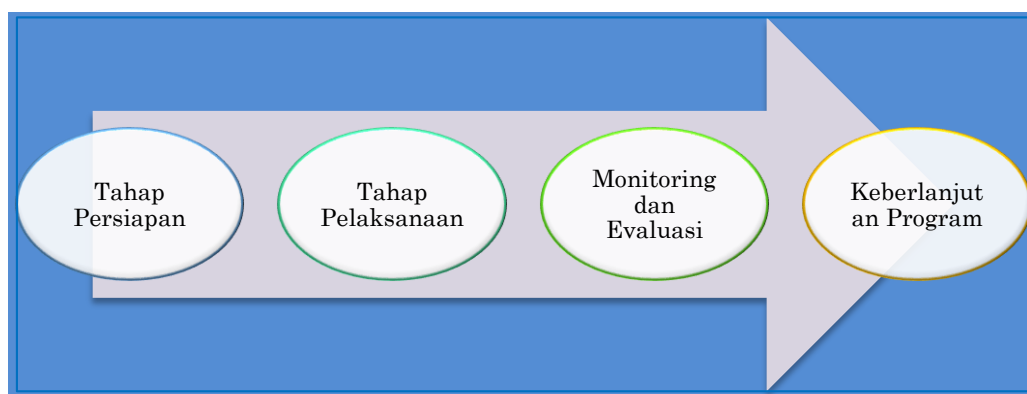 Tahap
Persiapan
Tahap
Pelaksanaan
Monitoring
dan
Evaluasi
Keberlanjut
an Program